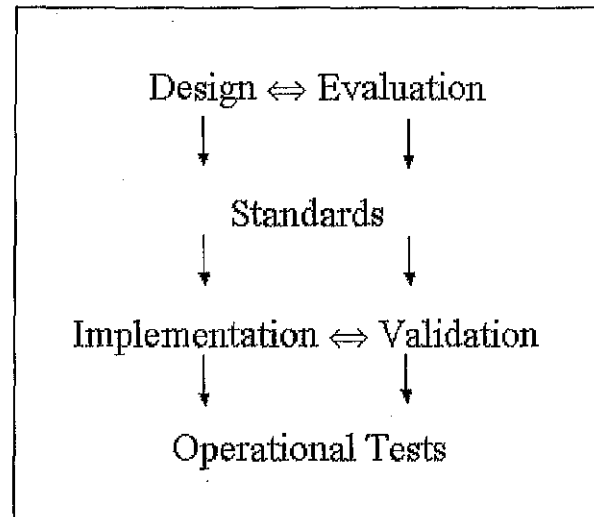 Design ⇔ Evaluation
Standards
Implementation ⇔ Validation
Operational Tests